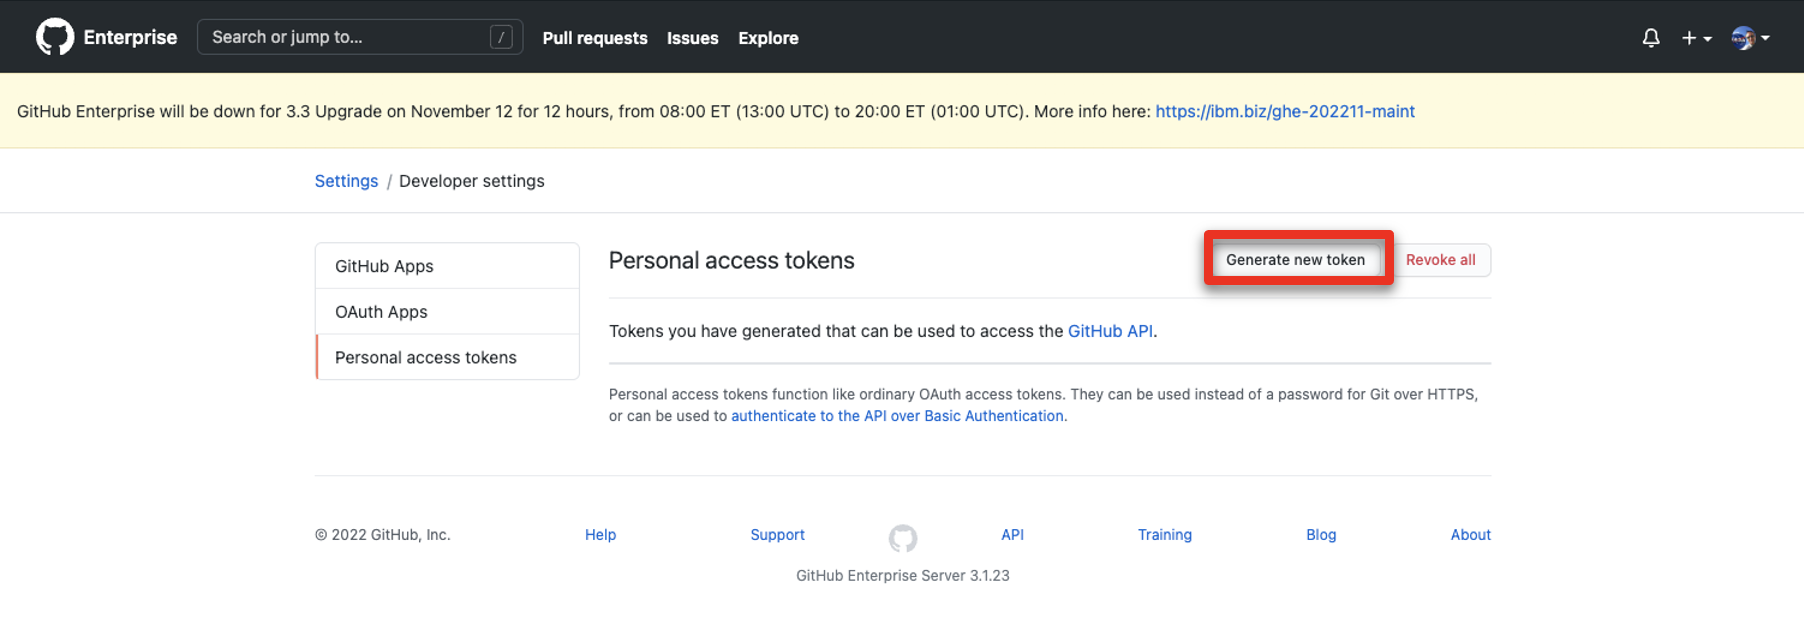 Enterprise Search or jump to... / Pull requests Issues Explore
GitHub Enterprise will be down for 3.3 Upgrade on November 12 for 12 hours, from 08:00 ET (13:00 UTC) to 20:00 ET (01:00 UTC). More info here: https://ibm.biz/ghe-202211-maint
Settings / Developer settings
GitHub Apps
OAuth Apps
Personal access tokens
Personal access tokens Generate new token Revoke all
Tokens you have generated that can be used to access the GitHub API.
Personal access tokens function like ordinary OAuth access tokens. They can be used instead of a password for Git over HTTPS,
or can be used to authenticate to the API over Basic Authentication.
© 2022 GitHub, Inc. Help Support API Training Blog About
GitHub Enterprise Server 3.1.23